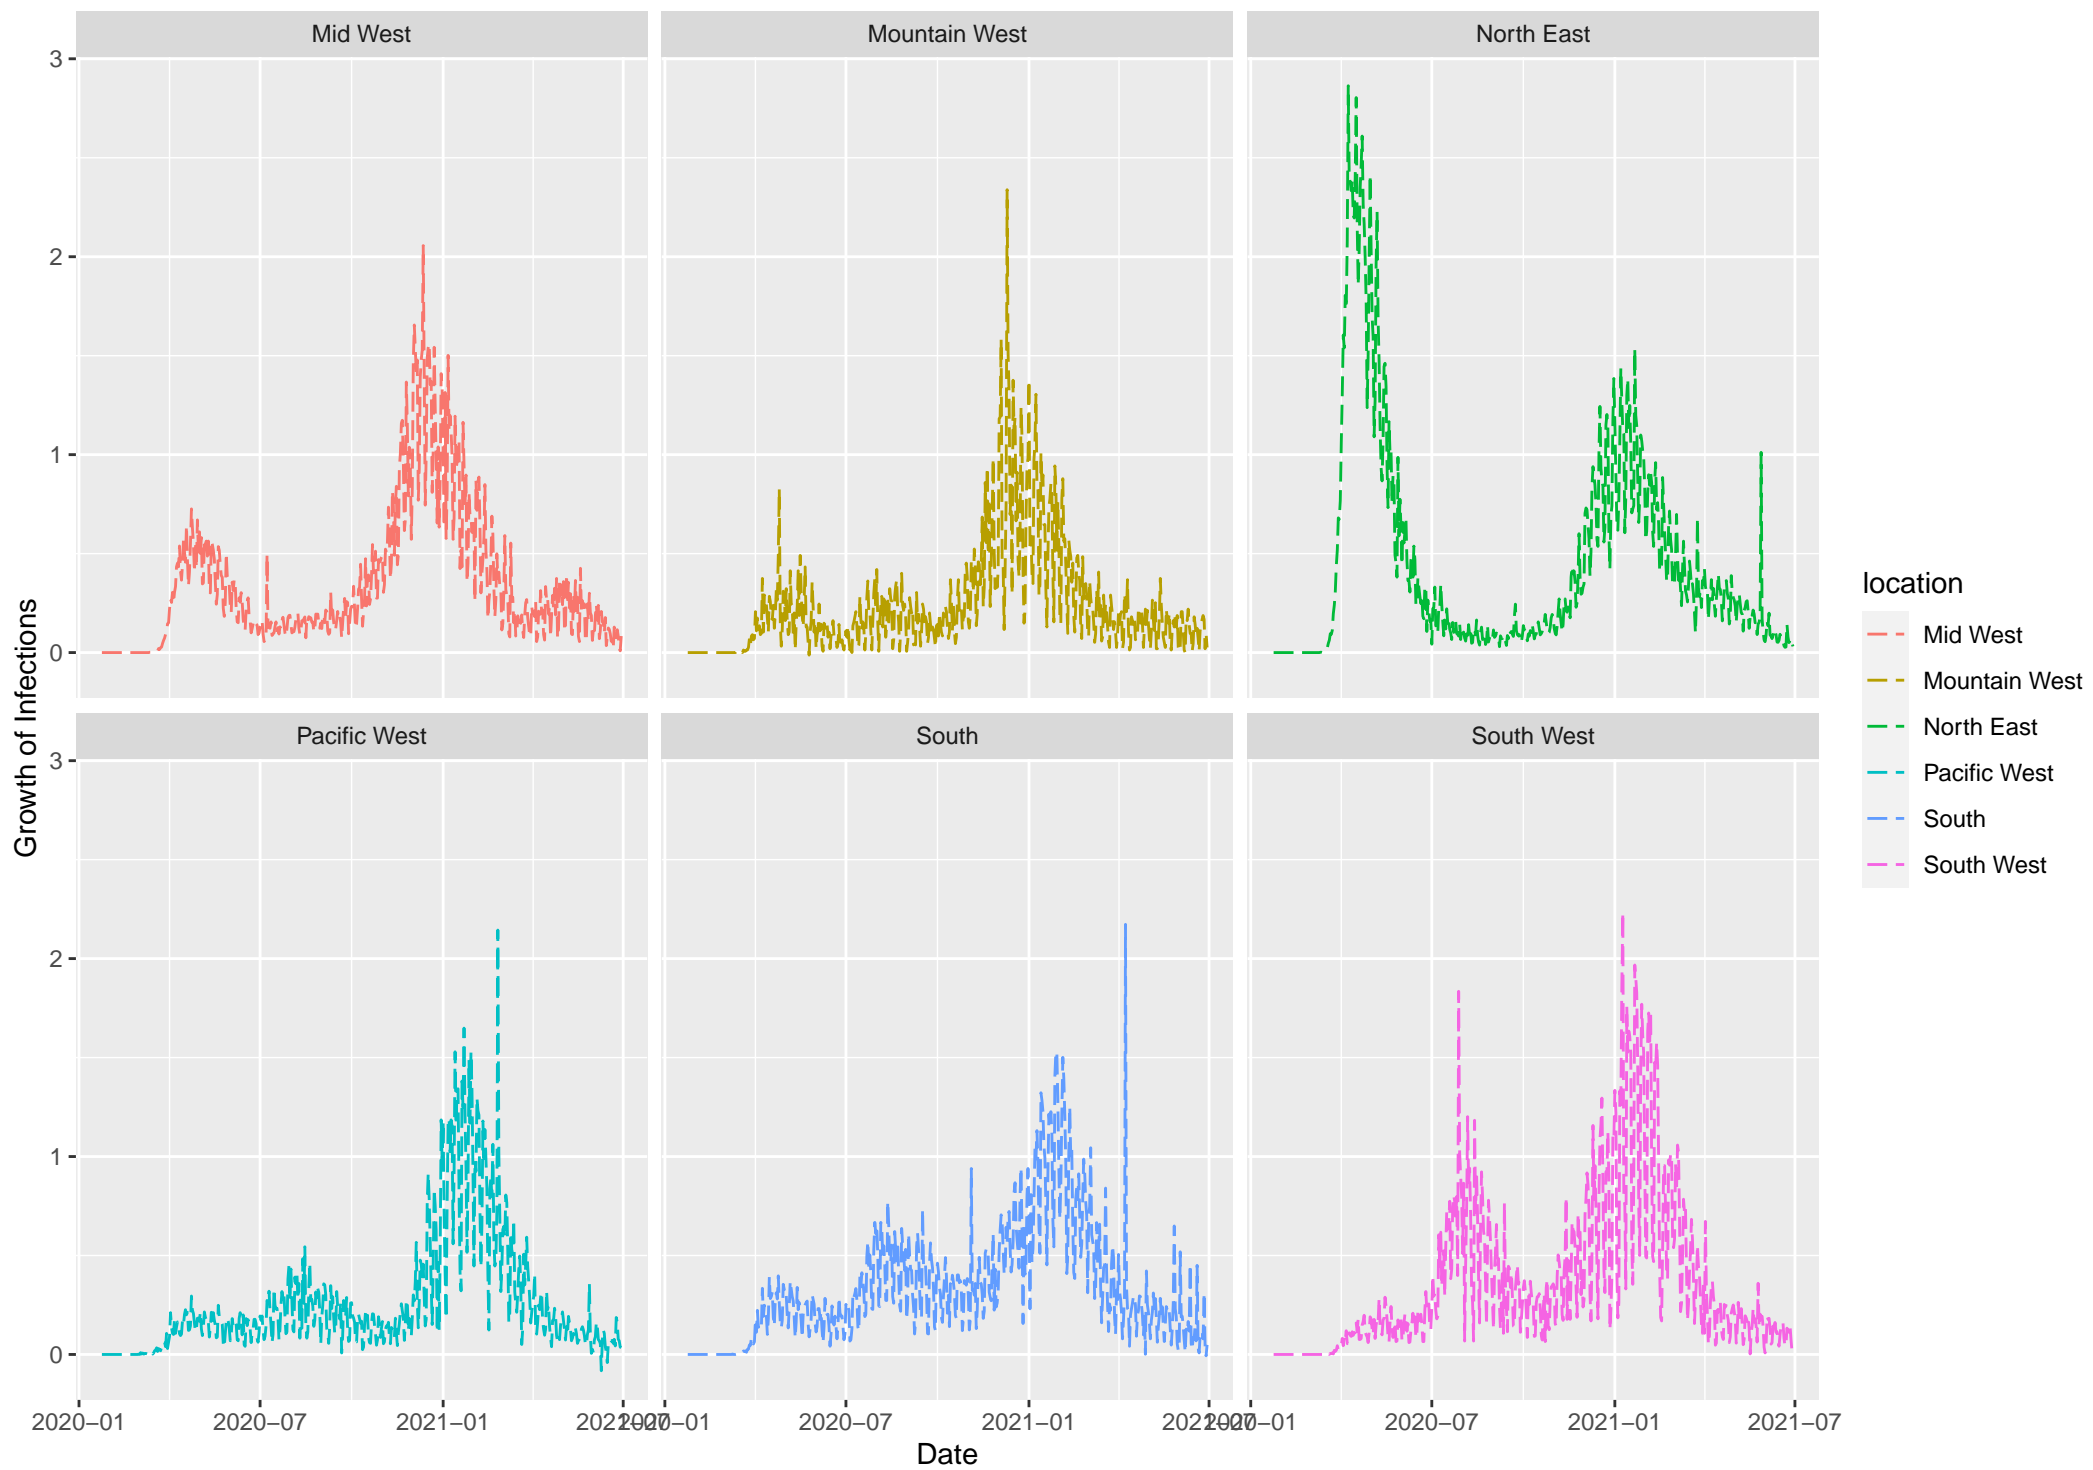 Mid West
Mountain West
North East
3
2
1
0
Growth of Infections
Pacific West
South
South West
3
2
1
0
2020–01
2020–07
2021–01
2021–07
2020–01
2020–07
2021–01
2021–07
2020–01
2020–07
2021–01
2021–07
Date
location
Mid West
Mountain West
North East
Pacific West
South
South West